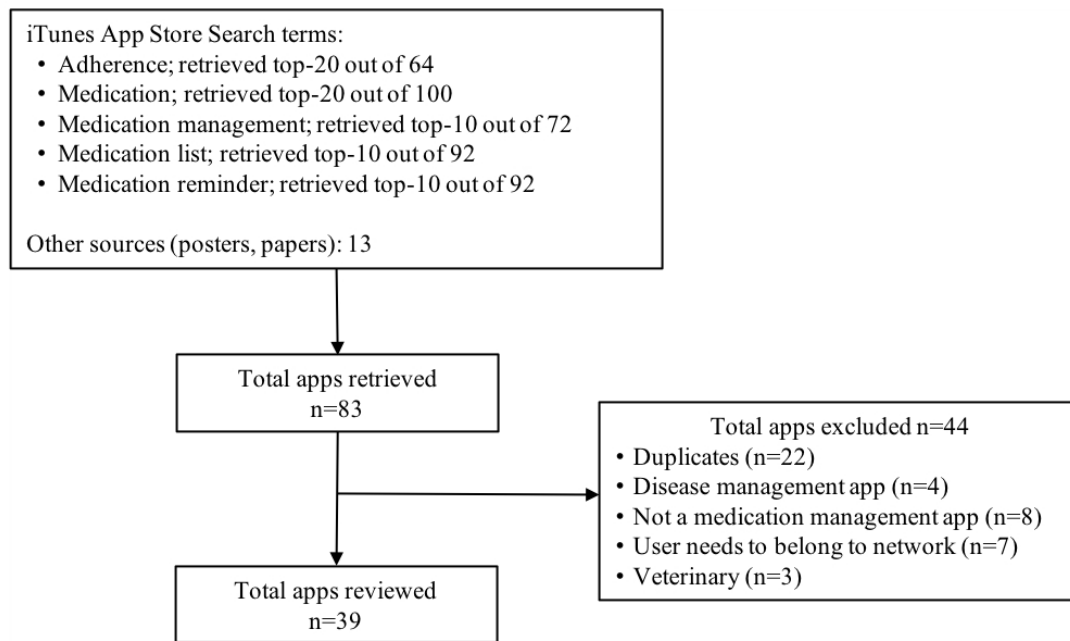 iTunes App Store Search terms:
• Adherence; retrieved top-20 out of 64
• Medication; retrieved top-20 out of 100
• Medication management; retrieved top-10 out of 72
• Medication list; retrieved top-10 out of 92
• Medication reminder; retrieved top-10 out of 92
Other sources (posters, papers): 13
Total apps retrieved
n=83
Total apps excluded n=44
• Duplicates (n=22)
• Disease management app (n=4)
• Not a medication management app (n=8)
• User needs to belong to network (n=7)
• Veterinary (n=3)
Total apps reviewed
n=39